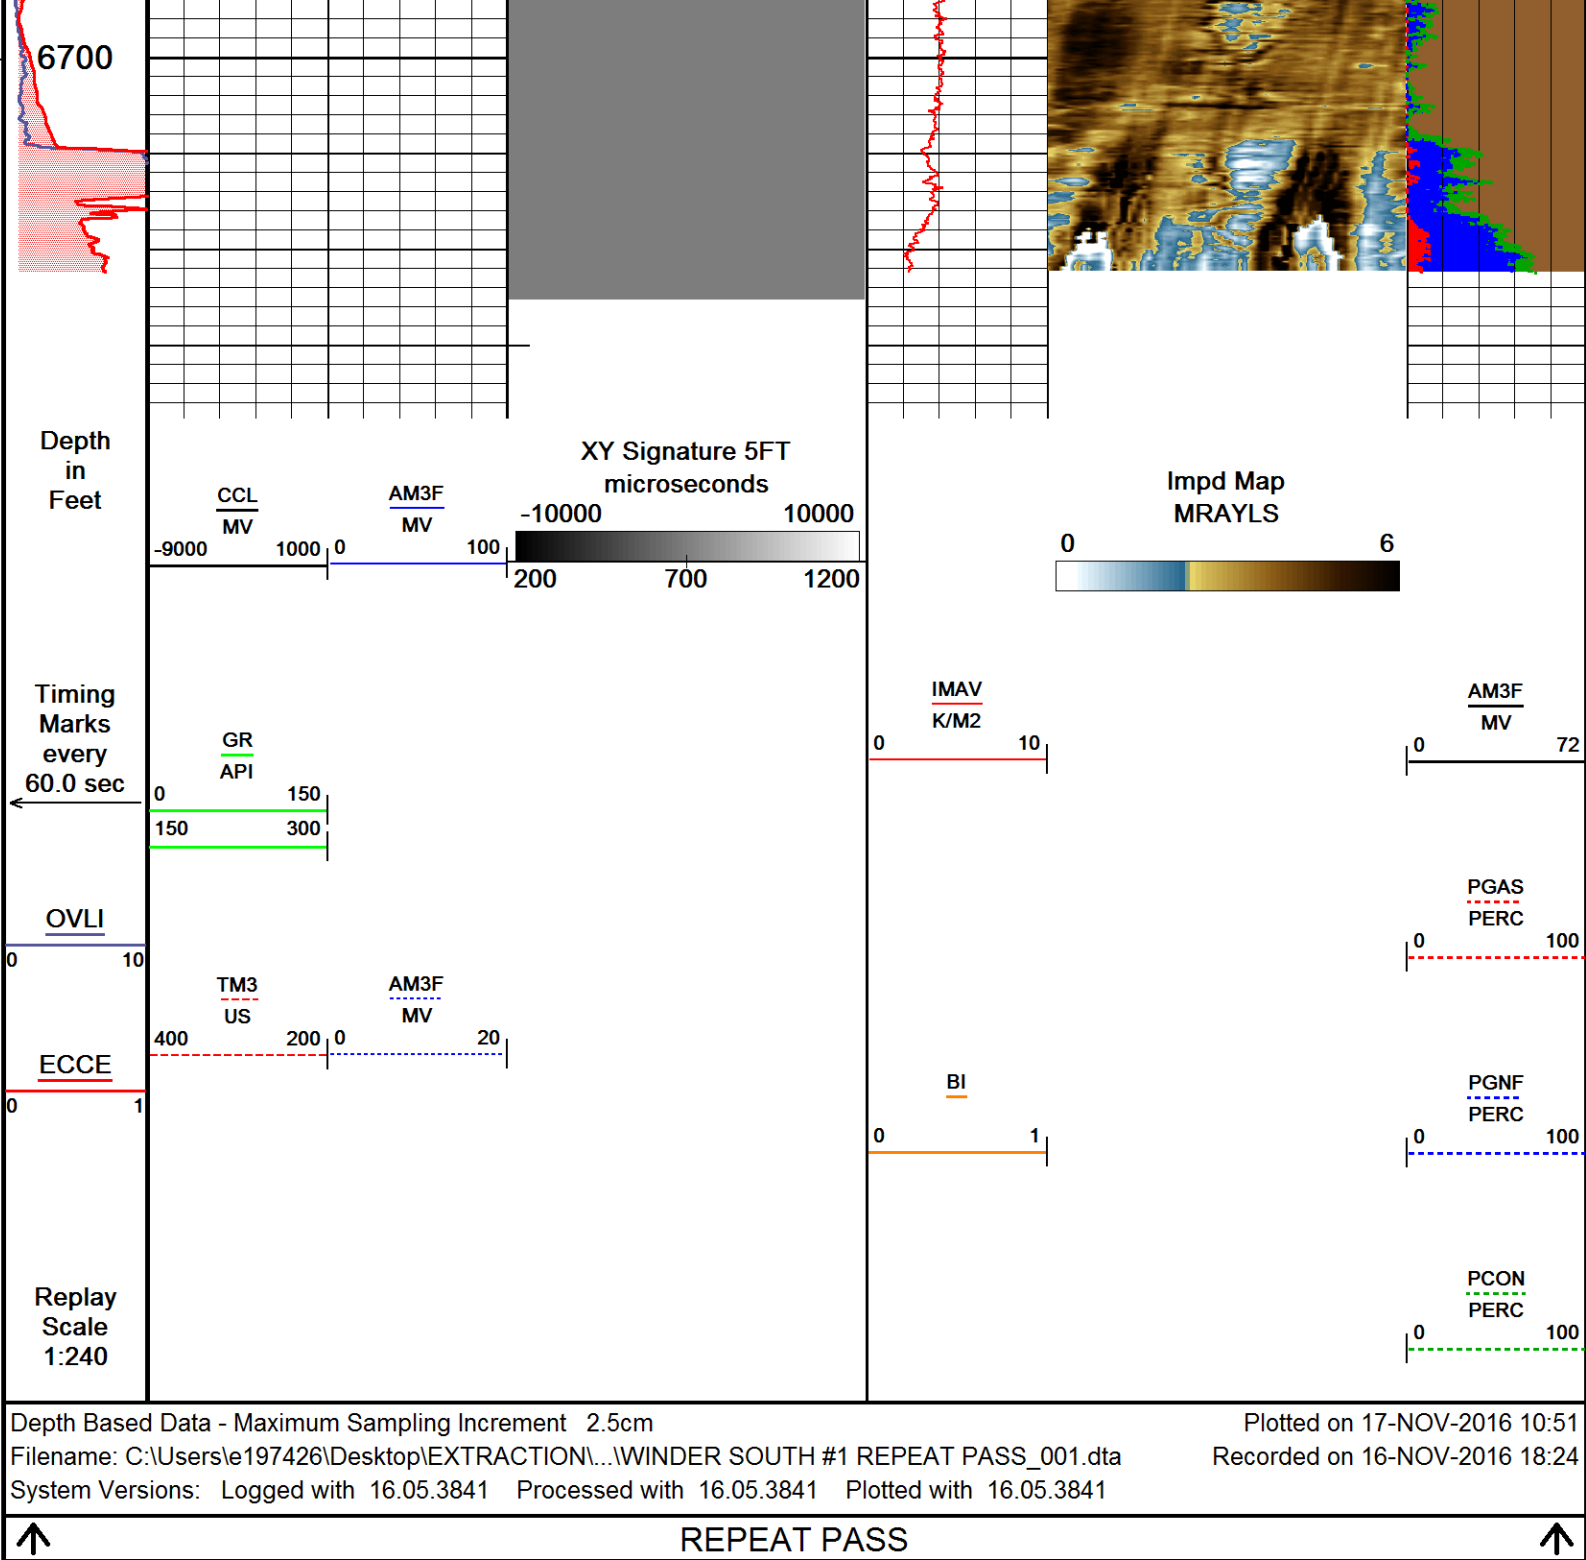 6700
Depth
in
Feet
CCL
MV
-9000 1000
AM3F
MV
0 100
XY Signature 5FT
microseconds
-10000 10000
200 700 1200
Impd Map
MRAYLS
0 6
Timing
Marks
every
60.0 sec
GR
API
0 150
150 300
IMAV
K/M2
0 10
AM3F
MV
0 72
OVLI
0 10
PGAS
PERC
0 100
TM3
US
400 200
AM3F
MV
0 20
ECCE
0 1
BI
0 1
PGNF
PERC
0 100
Replay
Scale
1:240
PCON
PERC
0 100
Depth Based Data - Maximum Sampling Increment 2.5cm
Plotted on 17-NOV-2016 10:51
Filename: C:\Users\e197426\Desktop\EXTRACTION\...\WINDER SOUTH #1 REPEAT PASS_001.dta
Recorded on 16-NOV-2016 18:24
System Versions: Logged with 16.05.3841 Processed with 16.05.3841 Plotted with 16.05.3841
REPEAT PASS